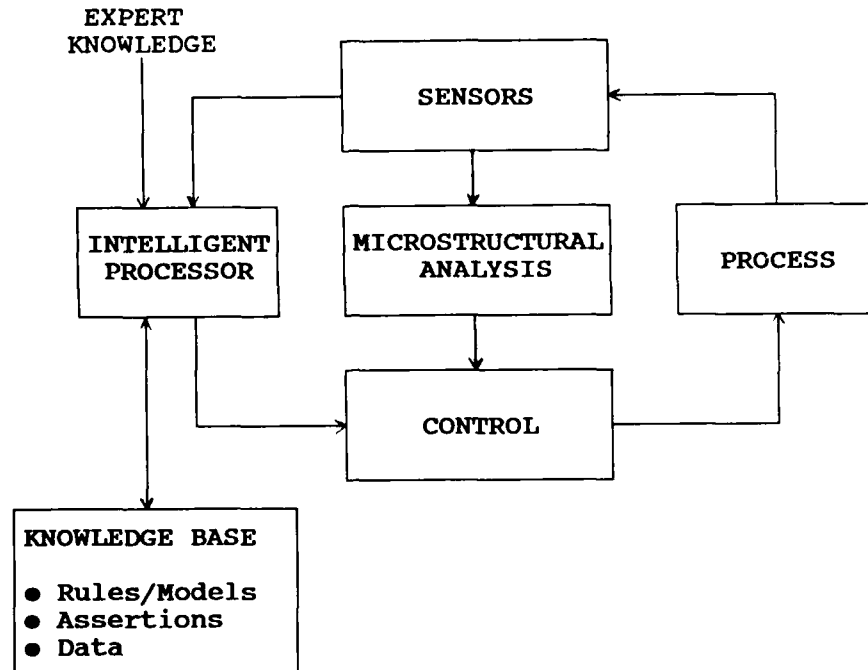 EXPERT
KNOWLEDGE
SENSORS
INTELLIGENT
PROCESSOR
MICROSTRUCTURAL
ANALYSIS
PROCESS
CONTROL
KNOWLEDGE BASE
● Rules/Models
● Assertions
● Data